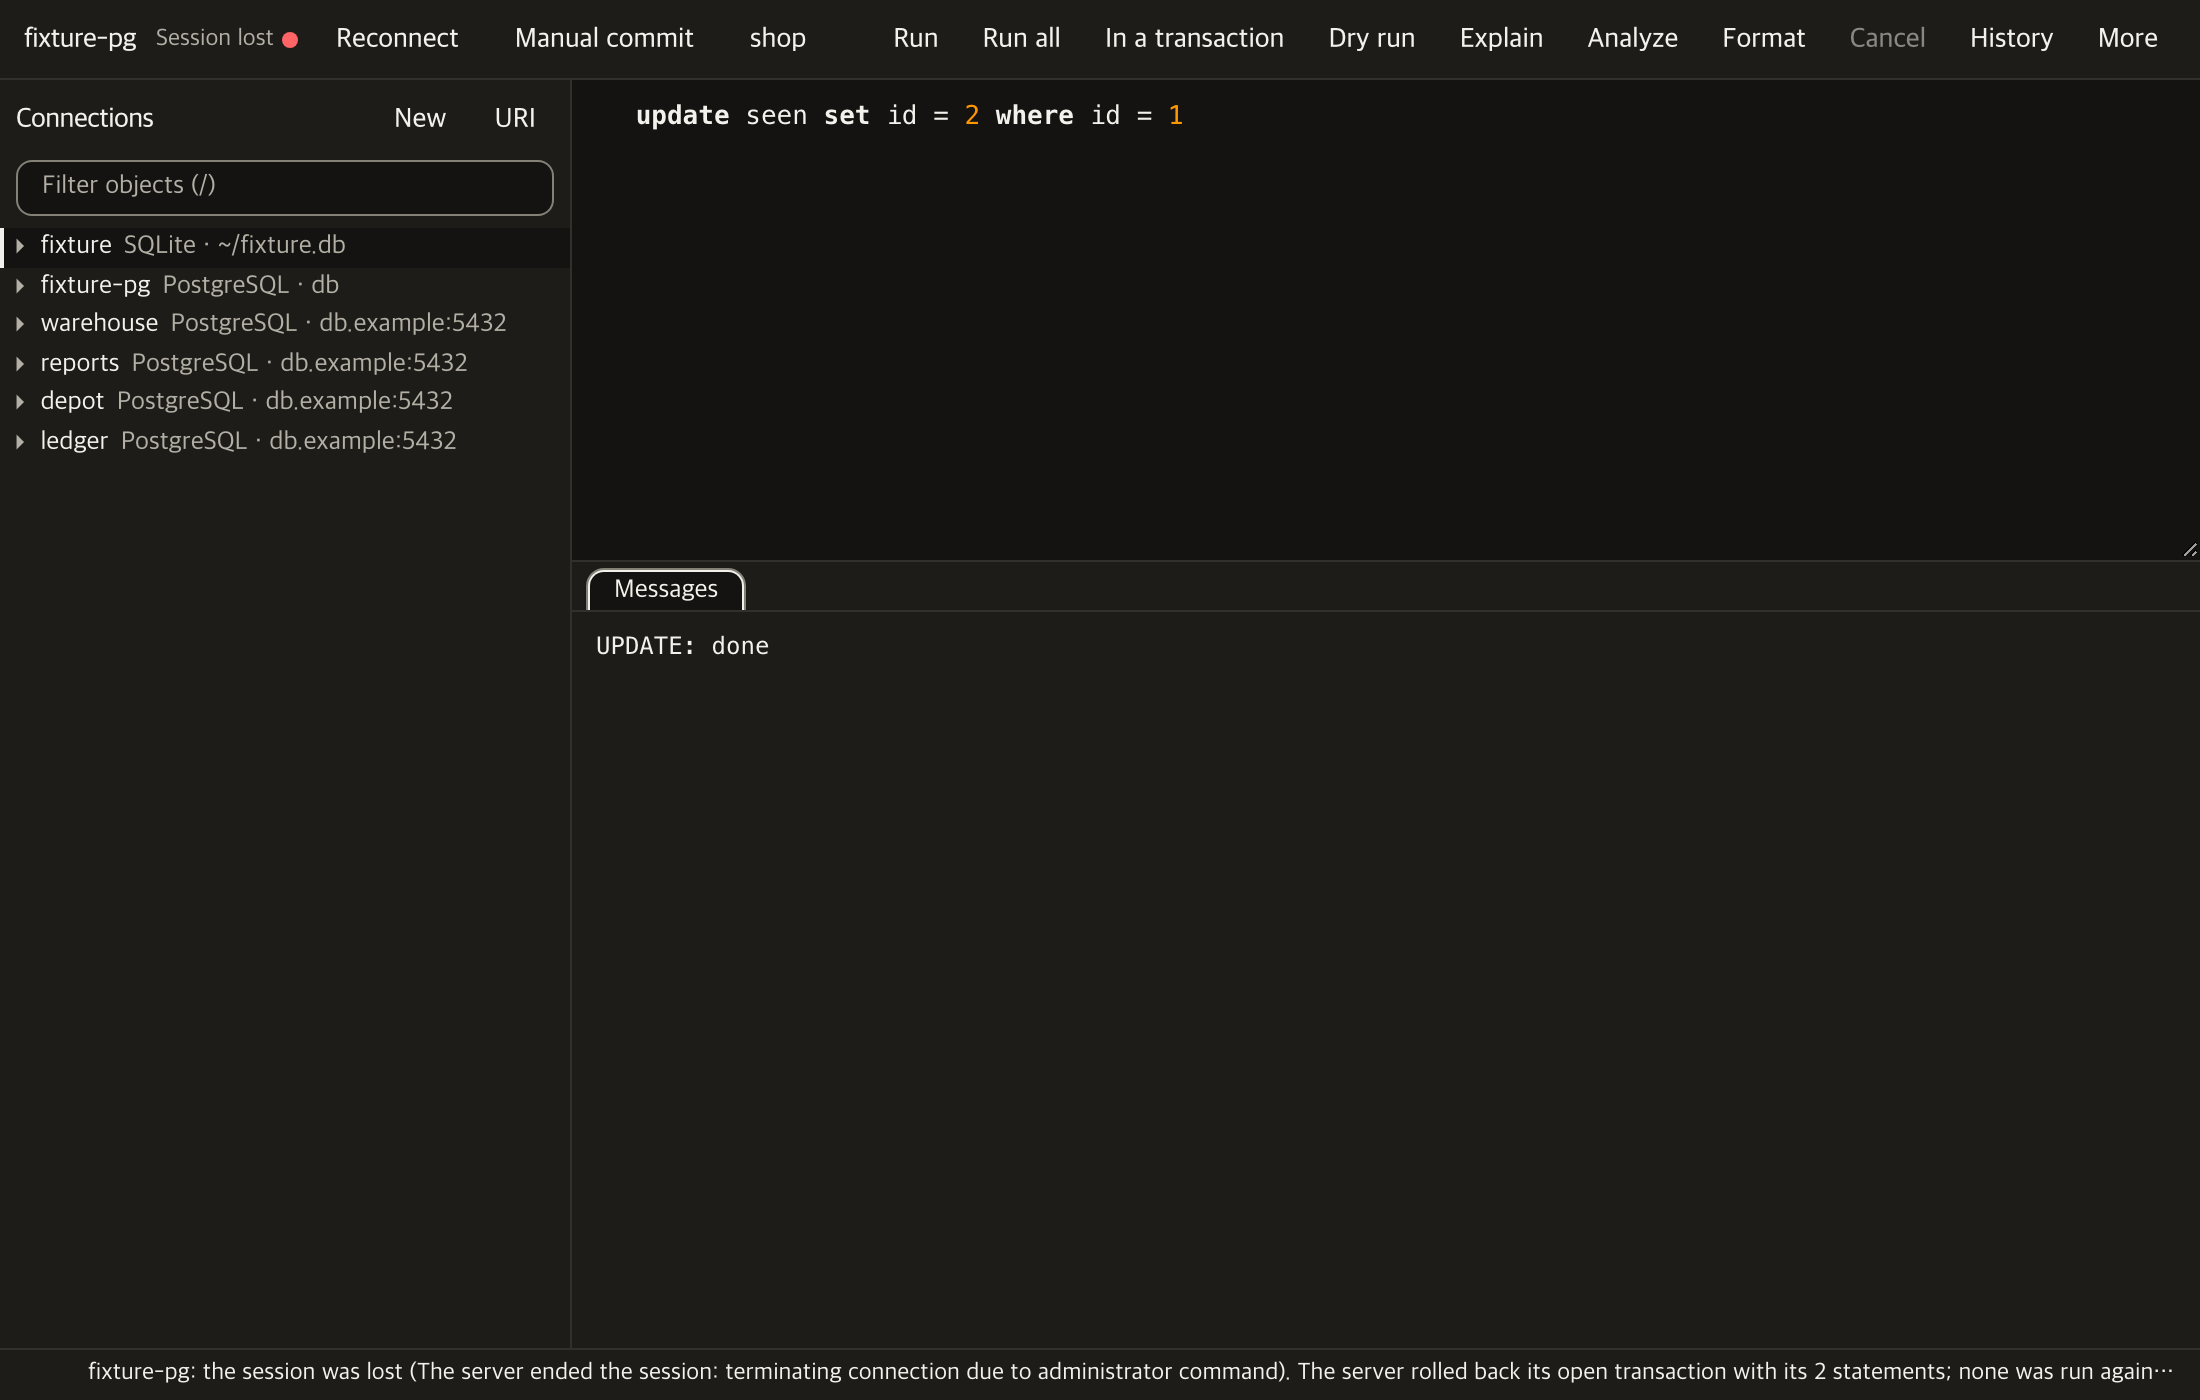 fixture-pg Session lost Reconnect Manual commit shop Run Run all In a transaction Dry run Explain Analyze Format Cancel History More
Connections New URI
Filter objects (/)
fixture SQLite · ~/fixture.db
fixture-pg PostgreSQL · db
warehouse PostgreSQL · db.example:5432
reports PostgreSQL · db.example:5432
depot PostgreSQL · db.example:5432
ledger PostgreSQL · db.example:5432
update seen set id = 2 where id = 1
Messages
UPDATE: done
fixture-pg: the session was lost (The server ended the session: terminating connection due to administrator command). The server rolled back its open transaction with its 2 statements; none was run again…